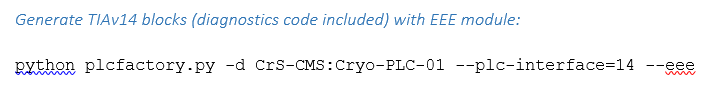 Generate TIAv14 blocks (diagnostics code included) with EEE module:
python plcfactory.py -d CrS-CMS:Cryo-PLC-01 --plc-interface=14 --eee